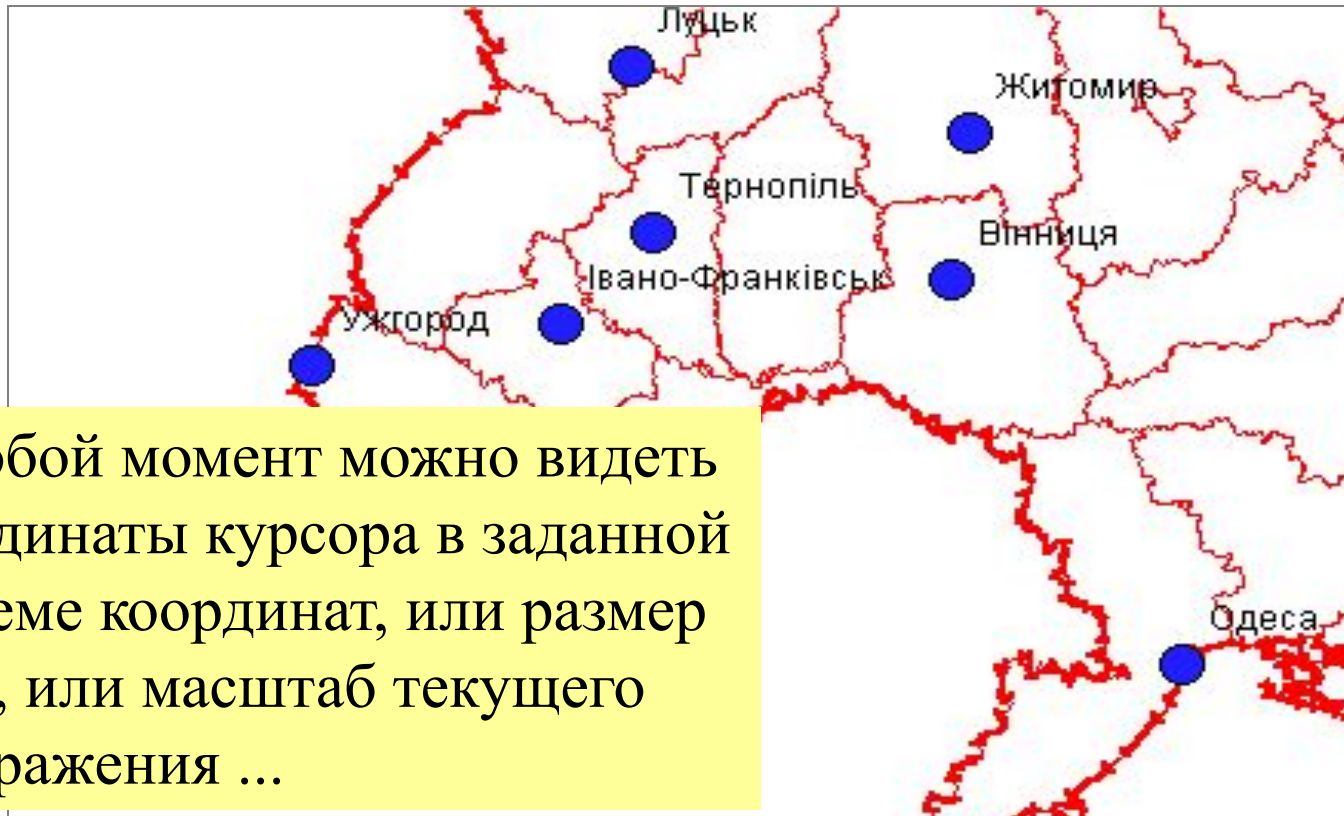 Луцьк
Житомир
Тернопіль
Вінниця
Івано-Франківськ
Ужгород
бой момент можно видеть
динаты курсора в заданной
еме координат, или размер
, или масштаб текущего
ражения ...
Одеса